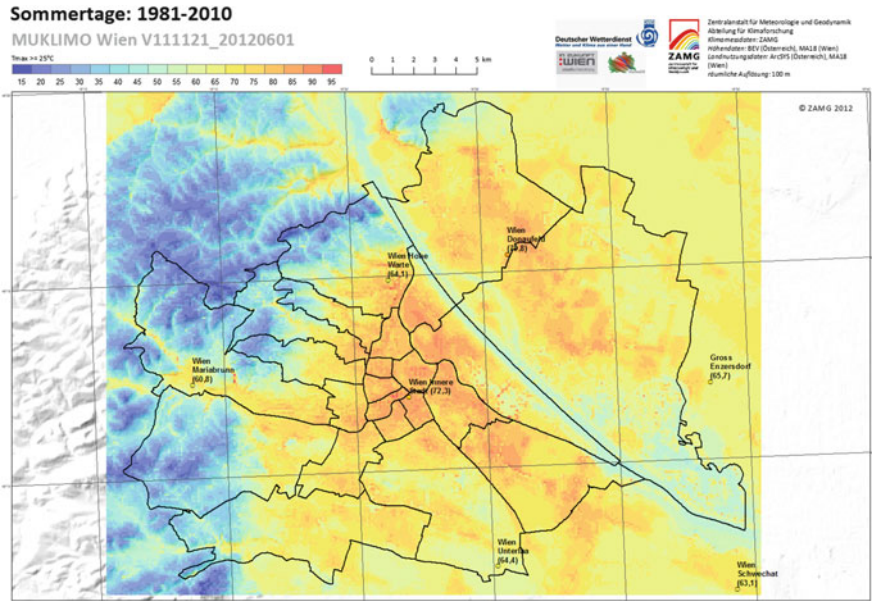 Sommertage: 1981-2010
MUKLIMO Wien V111121_20120601
Tmax >= 25°C
15 20 25 30 35 40 45 50 55 60 65 70 75 80 85 90 95
0 1 2 3 4 5 km
Deutscher Wetterdienst
Wetter und Klima aus einer Hand
WIEN
ZAMG
Zentralanstalt für Meteorologie und Geodynamik
Abteilung für Klimaforschung
Klimamessdaten: ZAMG
Höhendaten: BEV (Österreich), MA18 (Wien)
Landnutzungsdaten: ArcSYS (Österreich), MA18
(Wien)
räumliche Auflösung: 100 m
© ZAMG 2012
Wien
Donaufeld
Wien Hohe
Warte
(64,1)
Wien
Mariabrunn
(60,8)
Wien Innere
Stadt (72,3)
Gross
Enzersdorf
(65,7)
Wien
Unterlaa
(64,4)
Wien
Schwechat
(63,1)